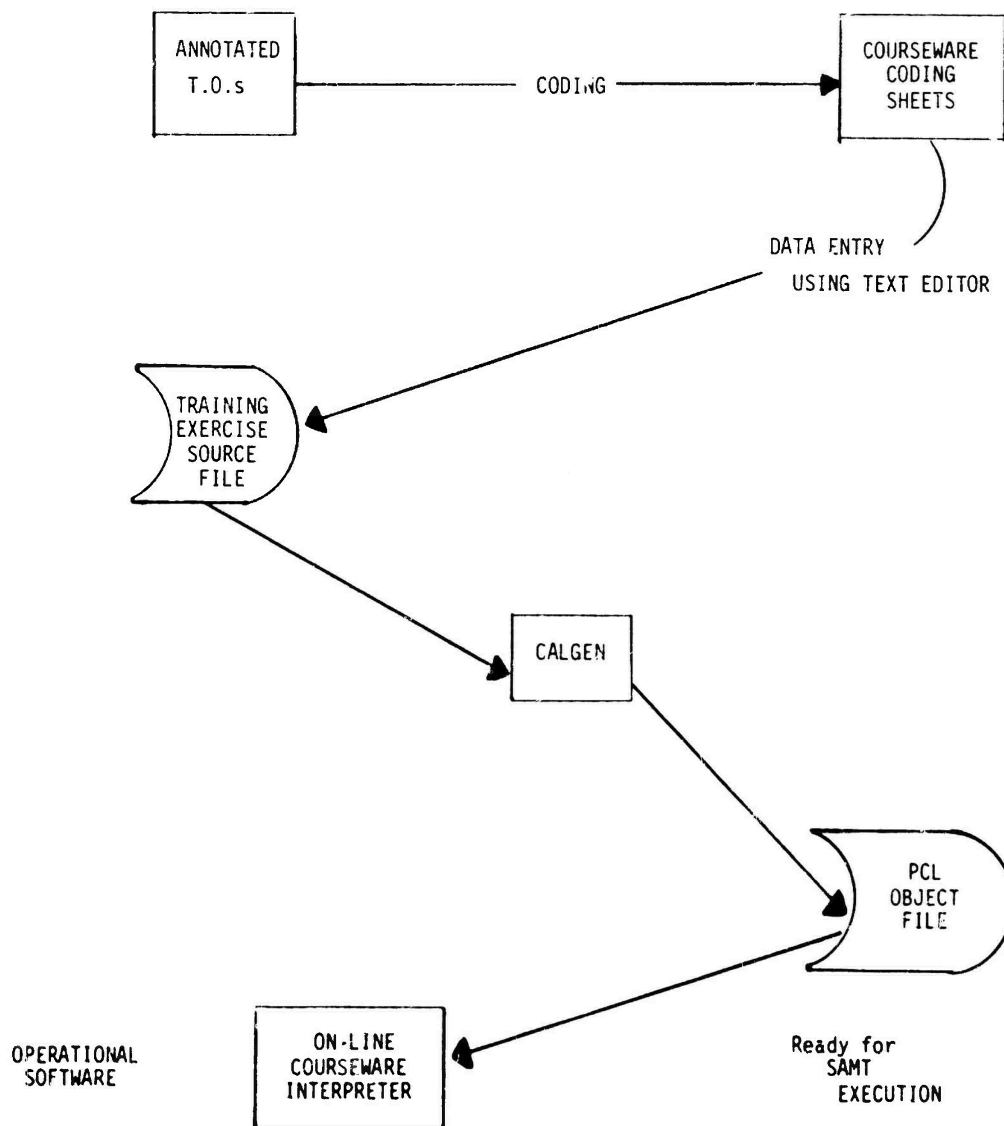 ANNOTATED
T.O.s
CODING
COURSEWARE
CODING
SHEETS
DATA ENTRY
USING TEXT EDITOR
TRAINING
EXERCISE
SOURCE
FILE
CALGEN
PCL
OBJECT
FILE
OPERATIONAL
SOFTWARE
ON-LINE
COURSEWARE
INTERPRETER
Ready for
SAMT
EXECUTION